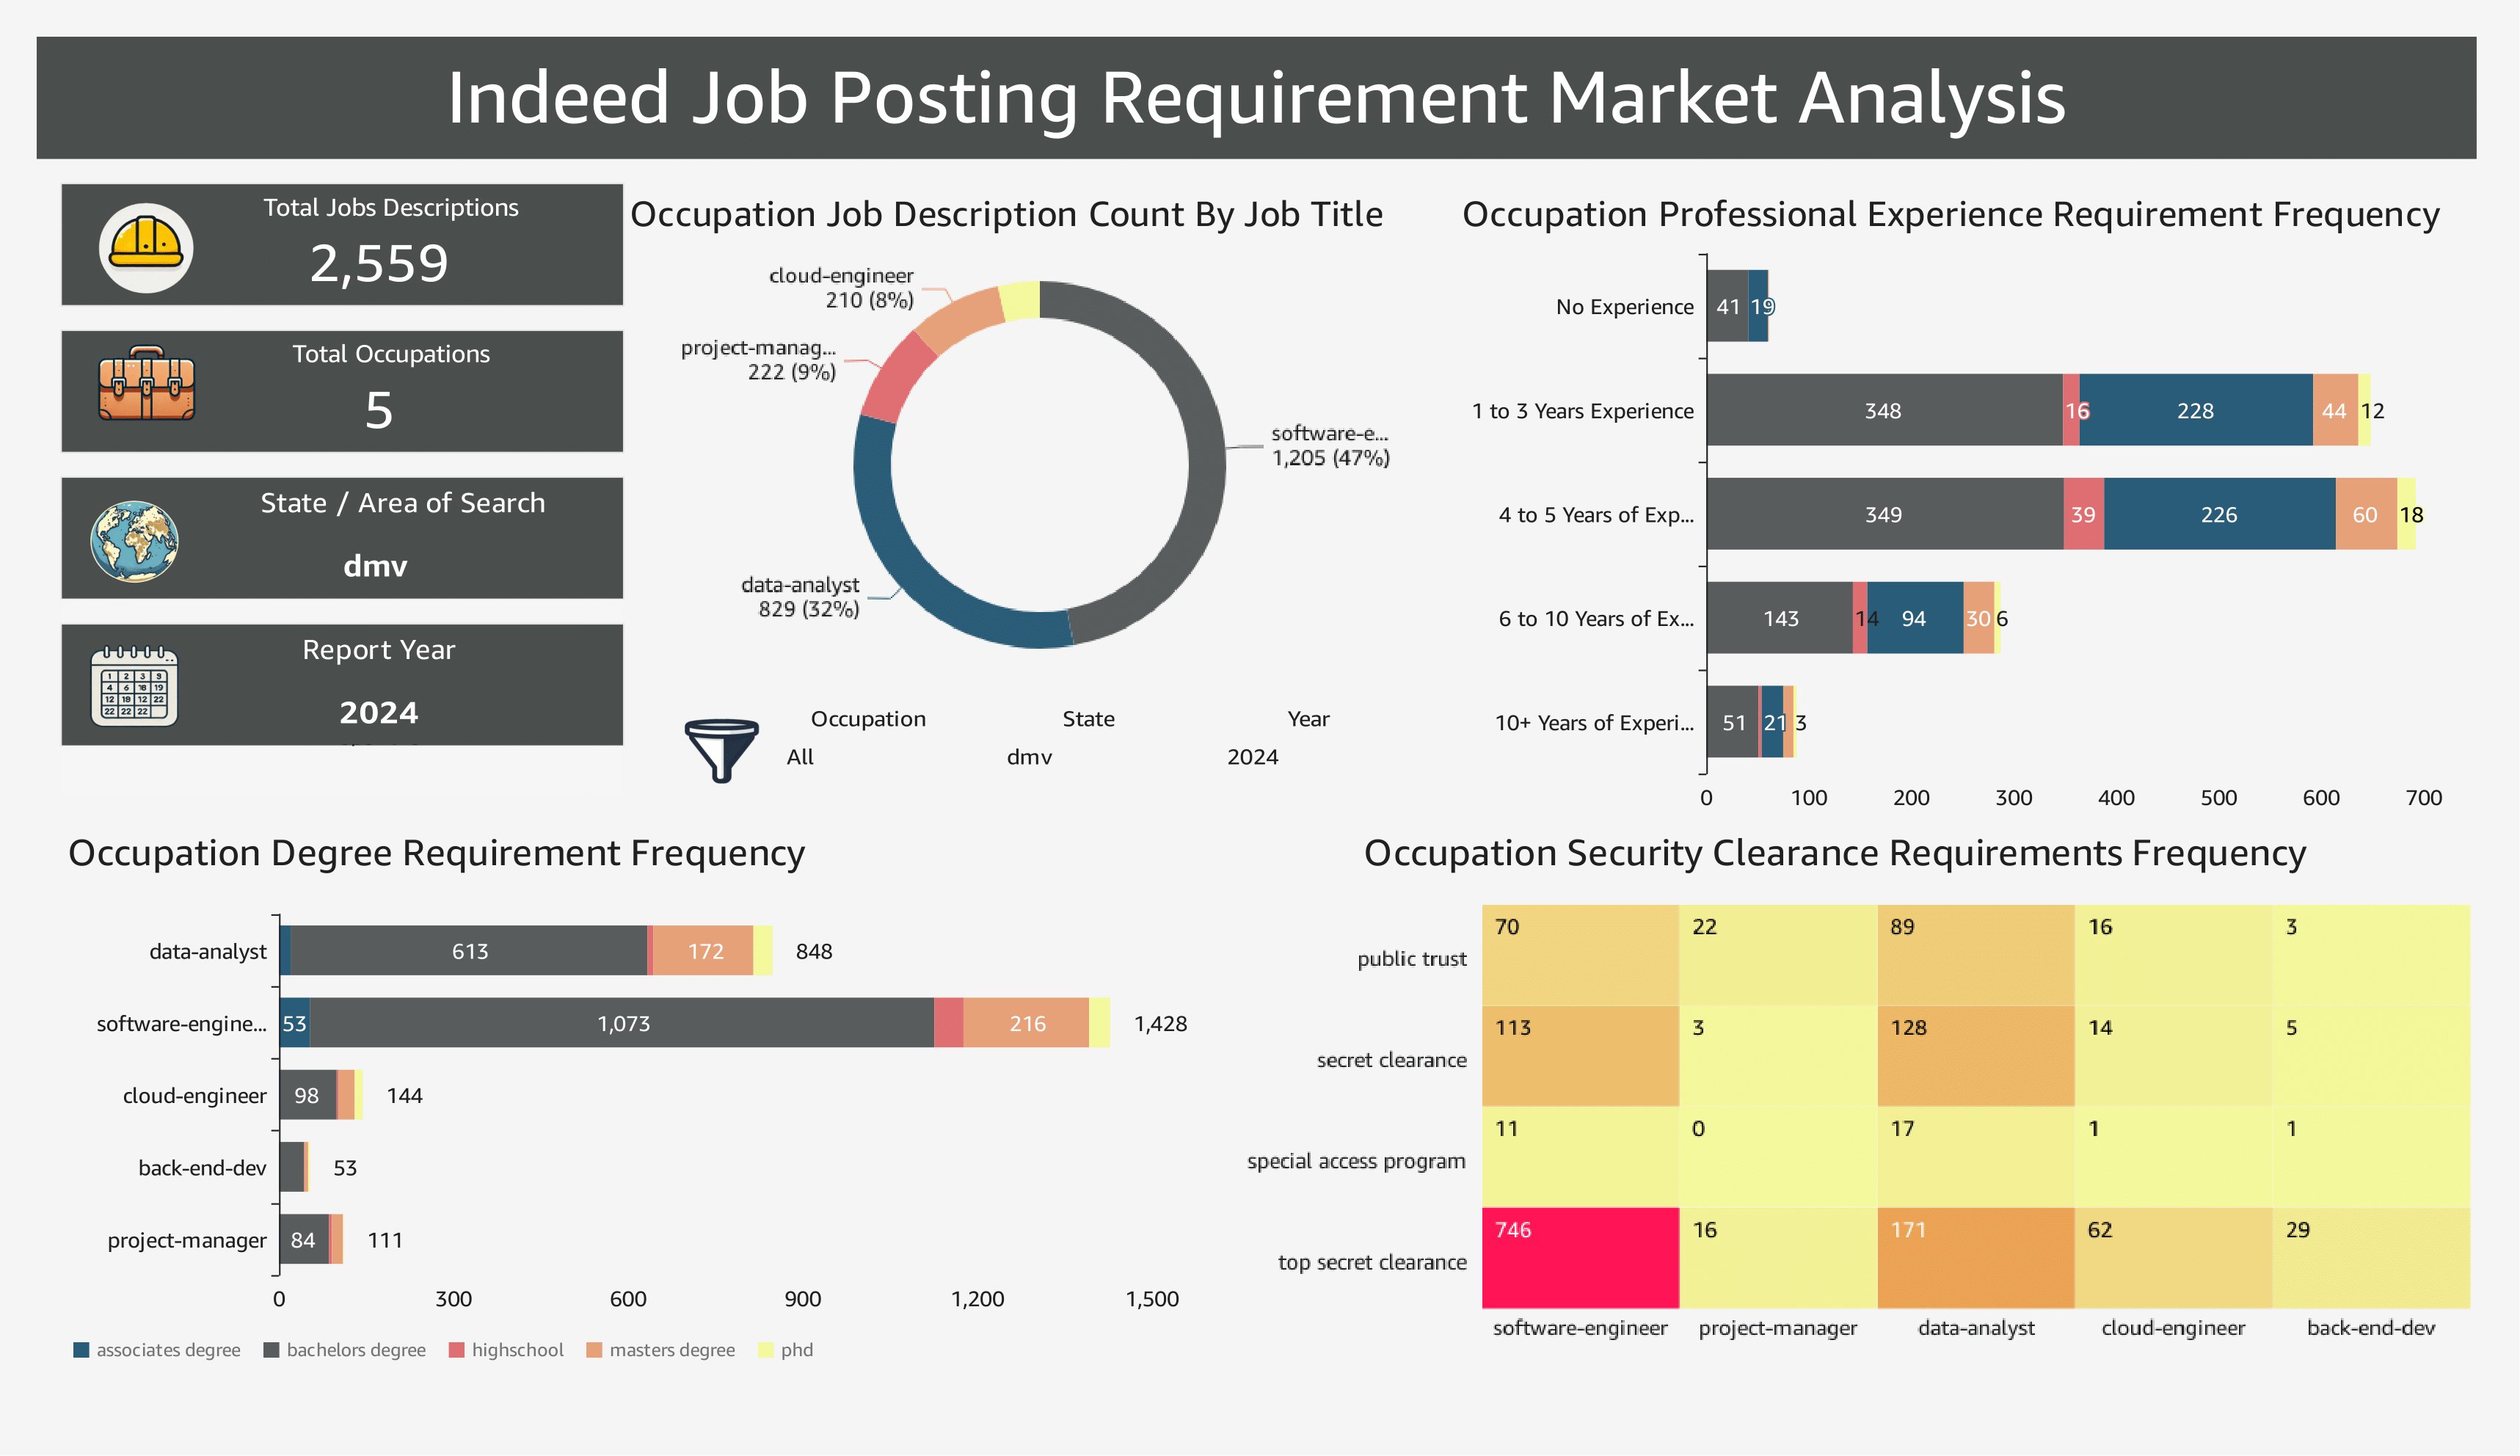 Indeed Job Posting Requirement Market Analysis
Total Jobs Descriptions
2,559
Total Occupations
5
State / Area of Search
dmv
Report Year
2024
Occupation Job Description Count By Job Title
cloud-engineer
210 (8%)
project-manag...
222 (9%)
software-e...
1,205 (47%)
data-analyst
829 (32%)
Occupation State Year
All dmv 2024
Occupation Professional Experience Requirement Frequency
No Experience 41 19
1 to 3 Years Experience 348 16 228 44 12
4 to 5 Years of Exp... 349 39 226 60 18
6 to 10 Years of Ex... 143 14 94 30 6
10+ Years of Experi... 51 21 3
0 100 200 300 400 500 600 700
Occupation Degree Requirement Frequency
data-analyst 613 172 848
software-engine... 53 1,073 216 1,428
cloud-engineer 98 144
back-end-dev 53
project-manager 84 111
0 300 600 900 1,200 1,500
associates degree bachelors degree highschool masters degree phd
Occupation Security Clearance Requirements Frequency
public trust 70 22 89 16 3
secret clearance 113 3 128 14 5
special access program 11 0 17 1 1
top secret clearance 746 16 171 62 29
software-engineer project-manager data-analyst cloud-engineer back-end-dev